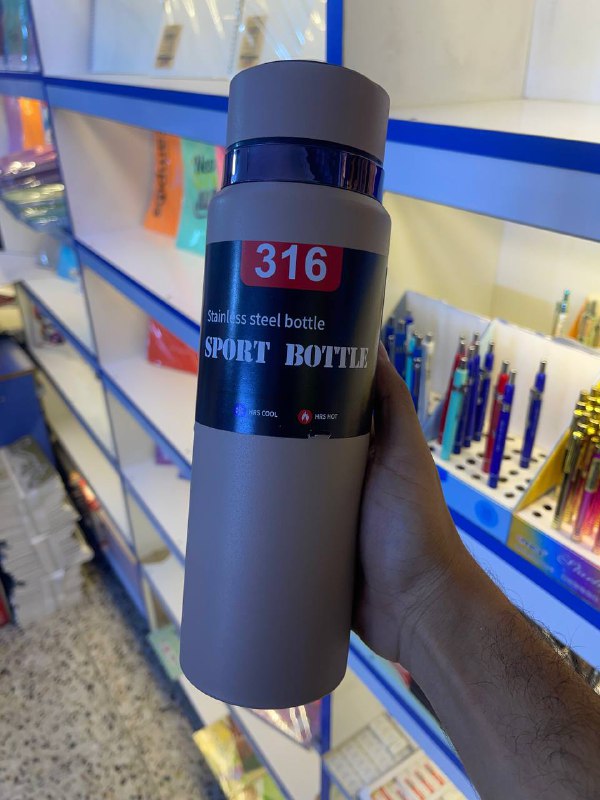 316
Stainless steel bottle
SPORT BOTTLE
HRS COOL
HRS HOT